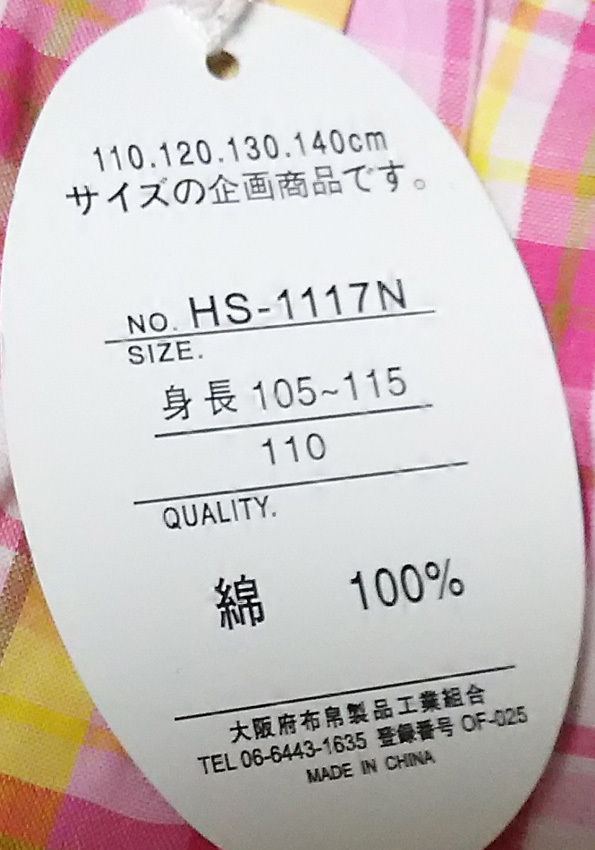 110.120.130.140cm
サイズの企画商品です。
NO. HS-1117N
SIZE.
身長 105~115
110
QUALITY.
綿 100%
大阪府布帛製品工業組合
TEL 06-6443-1635 登録番号 OF-025
MADE IN CHINA